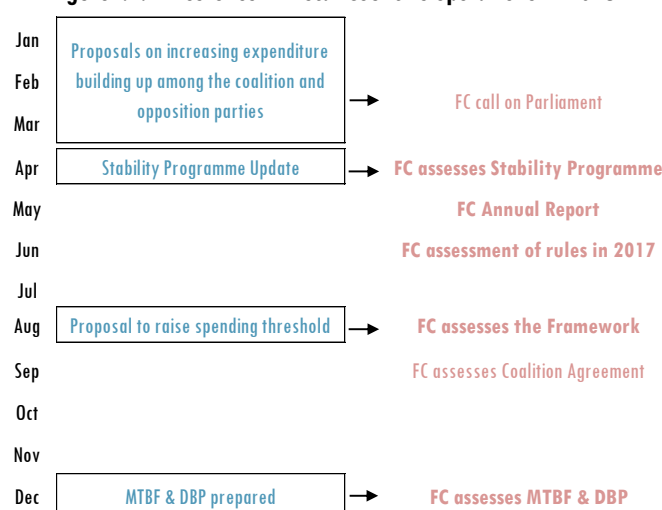 Jan
Feb
Mar
Proposals on increasing expenditure
building up among the coalition and
opposition parties
FC call on Parliament
Apr
Stability Programme Update
FC assesses Stability Programme
May
FC Annual Report
Jun
FC assessment of rules in 2017
Jul
Aug
Proposal to raise spending threshold
FC assesses the Framework
Sep
FC assesses Coalition Agreement
Oct
Nov
Dec
MTBF & DBP prepared
FC assesses MTBF & DBP